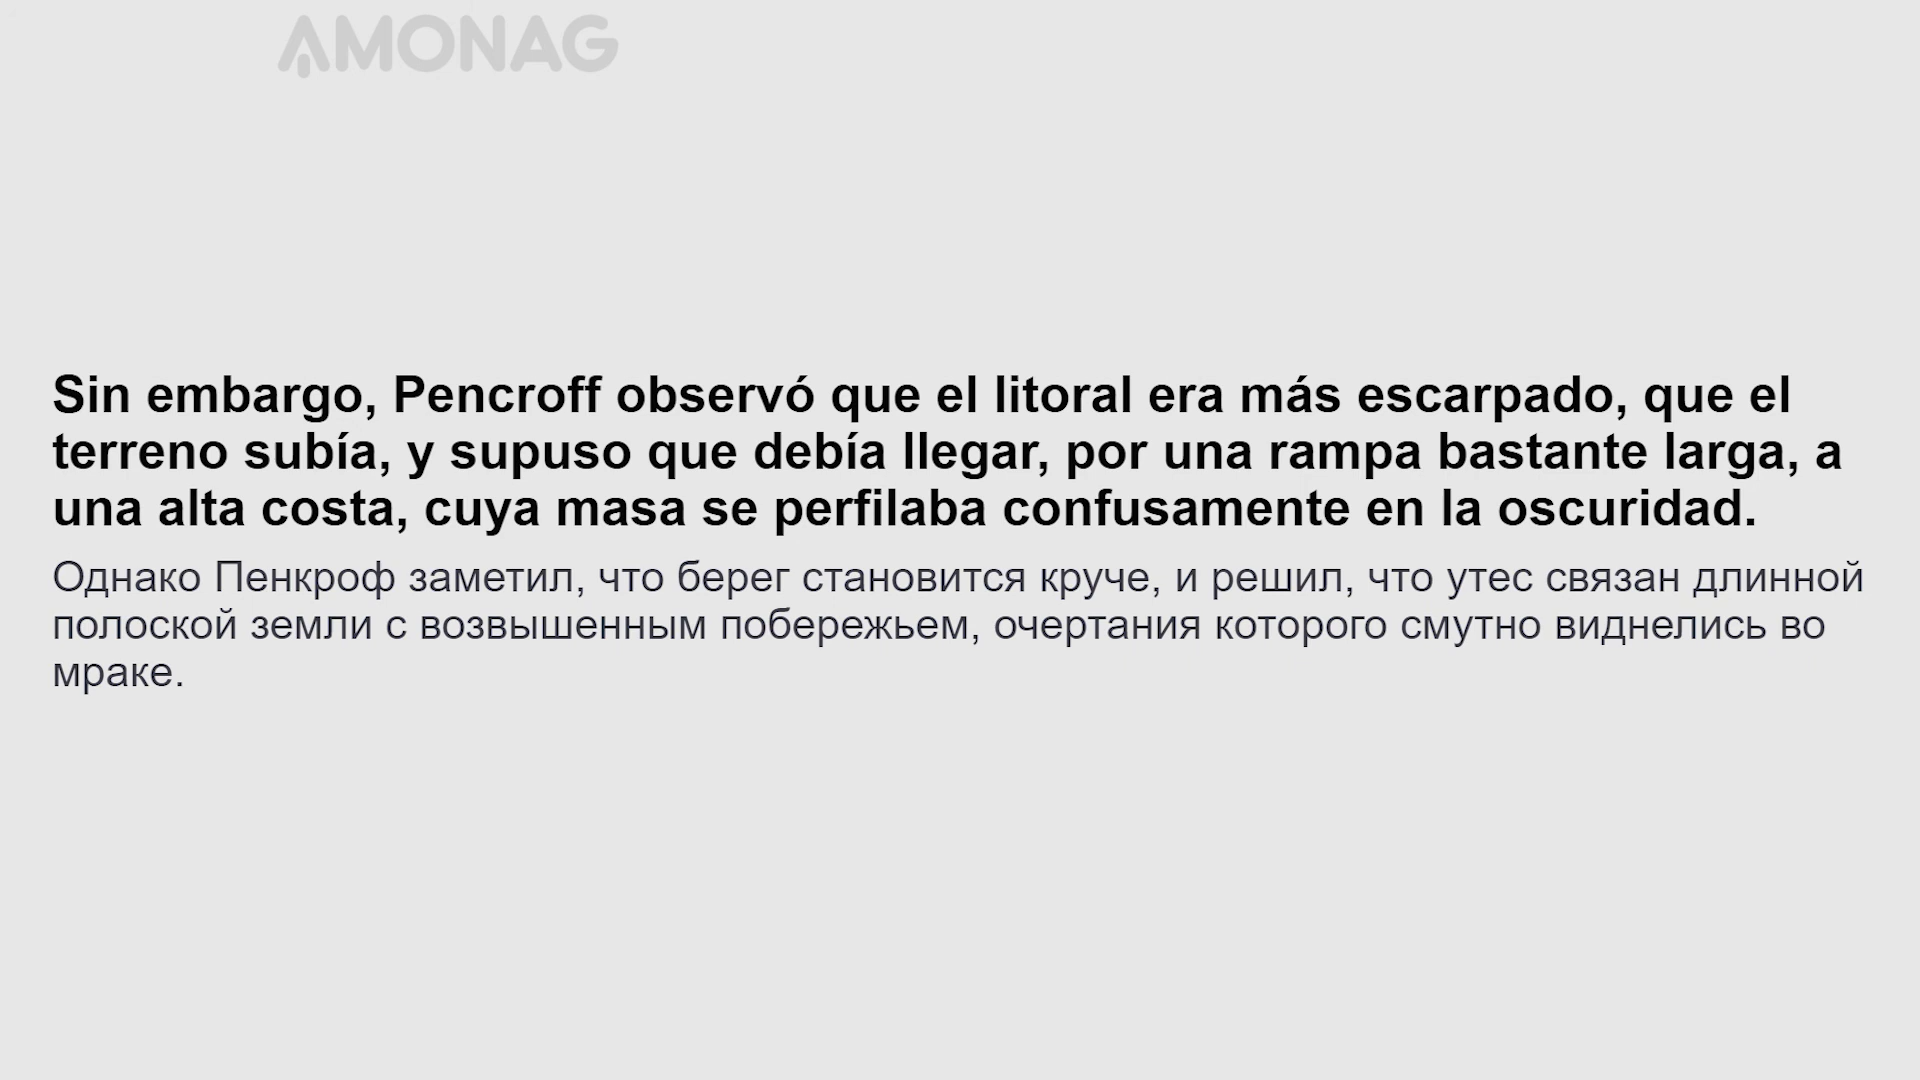 AMONAG
Sin embargo, Pencroff observó que el litoral era más escarpado, que el
terreno subía, y supuso que debía llegar, por una rampa bastante larga, a
una alta costa, cuya masa se perfilaba confusamente en la oscuridad.
Однако Пенкроф заметил, что берег становится круче, и решил, что утес связан длинной
полоской земли с возвышенным побережьем, очертания которого смутно виднелись во
мраке.